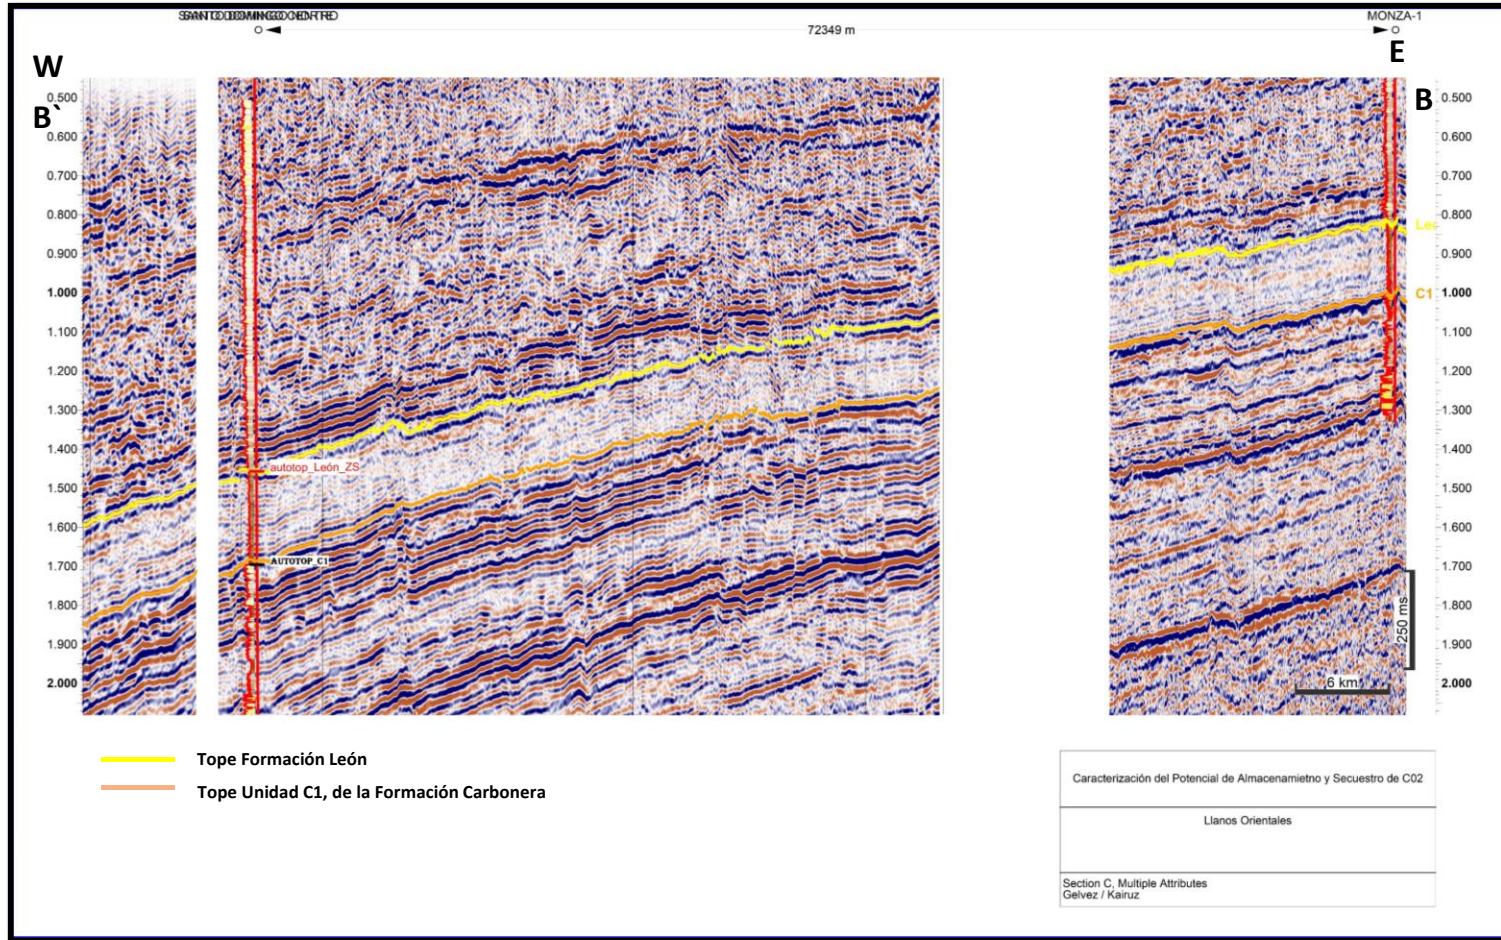 MONZA-1
72349 m
W
E
B`
B
0.500
0.600
0.700
0.800
0.900
1.000
1.100
1.200
1.300
1.400
1.500
1.600
1.700
1.800
1.900
2.000
0.500
0.600
0.700
0.800
0.900
1.000
1.100
1.200
1.300
1.400
1.500
1.600
1.700
1.800
1.900
2.000
C1
autotop_León_ZS
AUTOTOP_C1
250 ms
6 km
Tope Formación León
Tope Unidad C1, de la Formación Carbonera
Caracterización del Potencial de Almacenamietno y Secuestro de C02
Llanos Orientales
Section C, Multiple Attributes
Gelvez / Kairuz